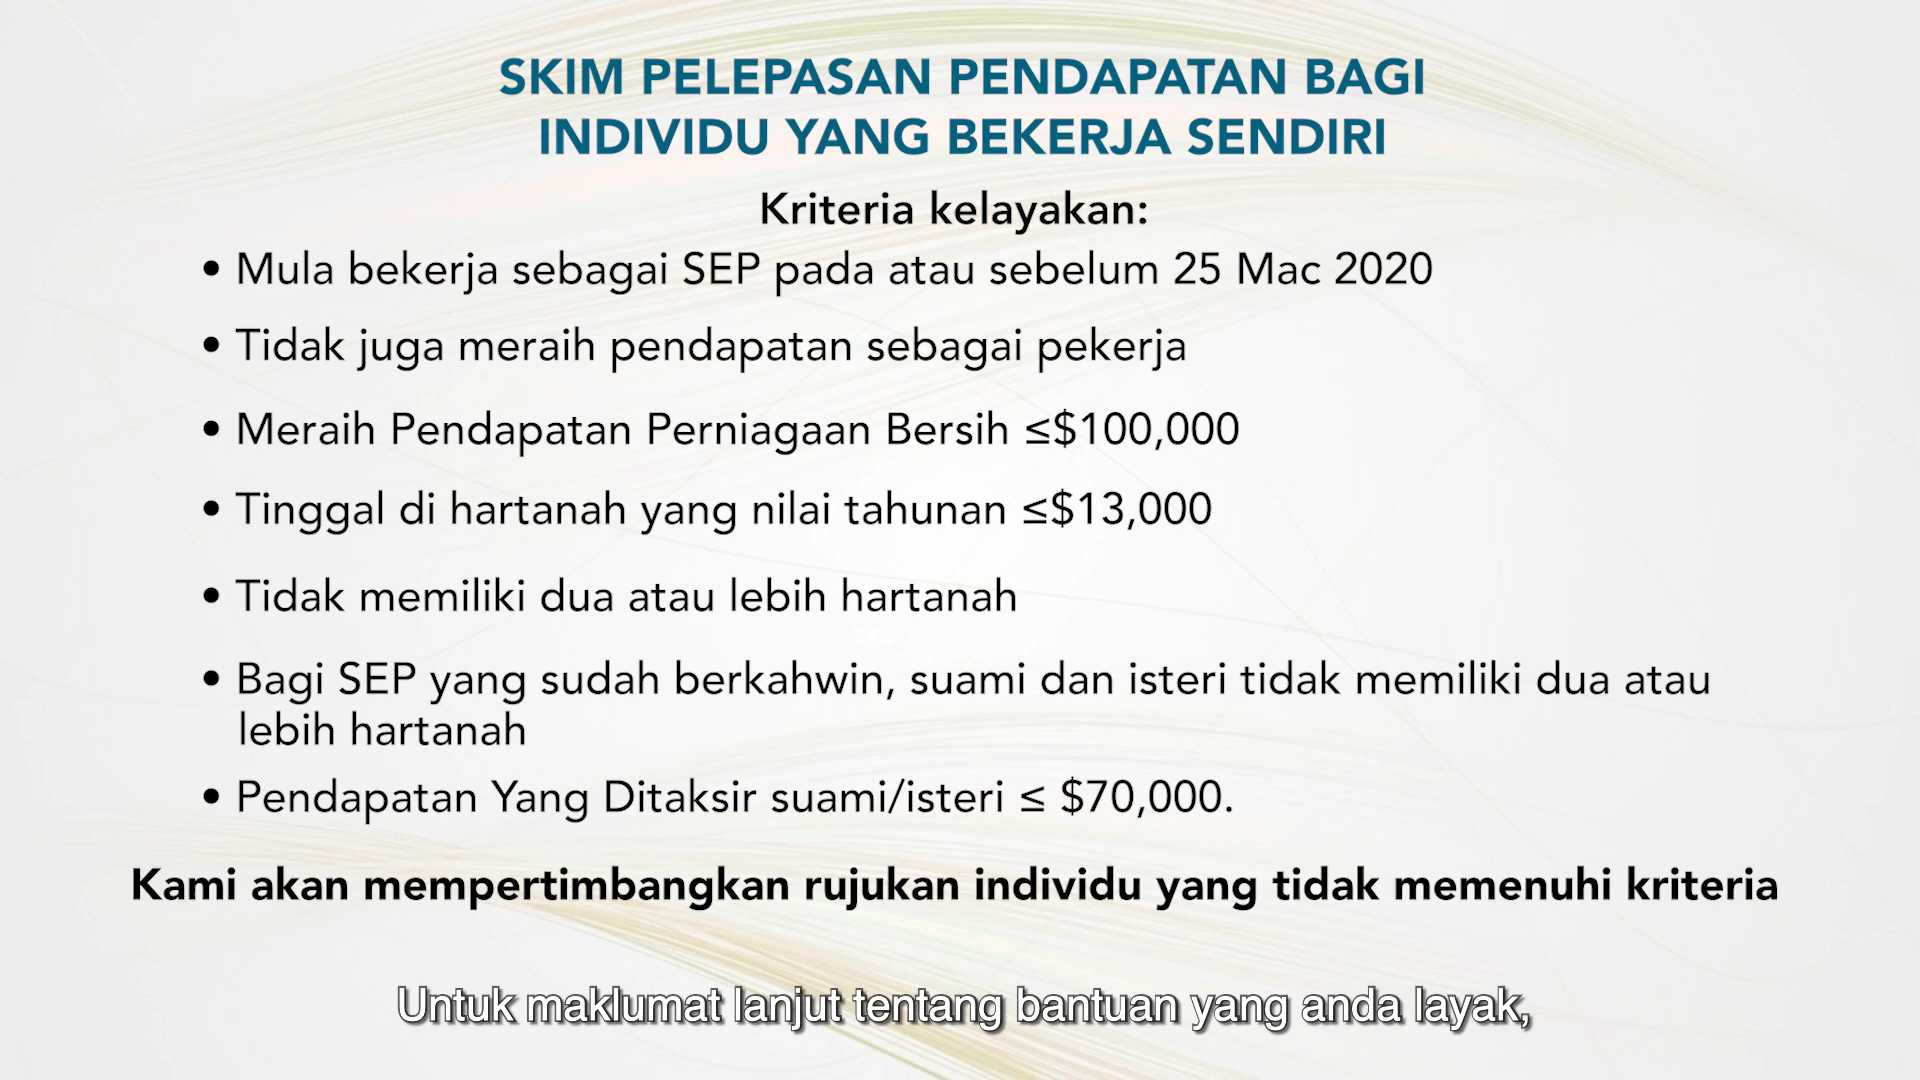 SKIM PELEPASAN PENDAPATAN BAGI
INDIVIDU YANG BEKERJA SENDIRI
Kriteria kelayakan:
• Mula bekerja sebagai SEP pada atau sebelum 25 Mac 2020
• Tidak juga meraih pendapatan sebagai pekerja
• Meraih Pendapatan Perniagaan Bersih ≤$100,000
• Tinggal di hartanah yang nilai tahunan ≤$13,000
• Tidak memiliki dua atau lebih hartanah
• Bagi SEP yang sudah berkahwin, suami dan isteri tidak memiliki dua atau
lebih hartanah
• Pendapatan Yang Ditaksir suami/isteri ≤ $70,000.
Kami akan mempertimbangkan rujukan individu yang tidak memenuhi kriteria
Untuk maklumat lanjut tentang bantuan yang anda layak,